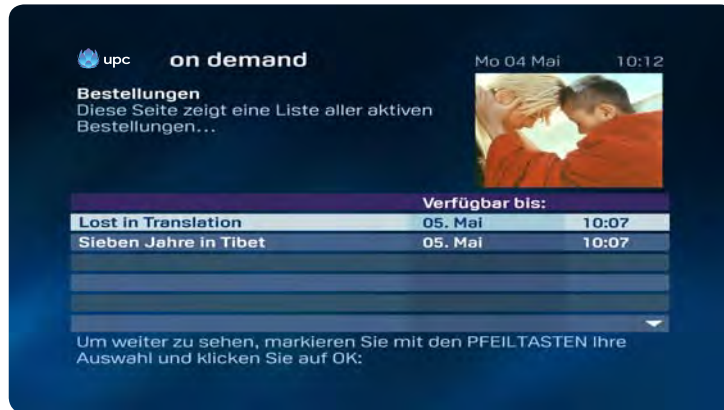 upc on demand Mo 04 Mai 10:12
Bestellungen
Diese Seite zeigt eine Liste aller aktiven
Bestellungen...
Verfügbar bis:
Lost in Translation 05. Mai 10:07
Sieben Jahre in Tibet 05. Mai 10:07
Um weiter zu sehen, markieren Sie mit den PFEILTASTEN Ihre
Auswahl und klicken Sie auf OK: